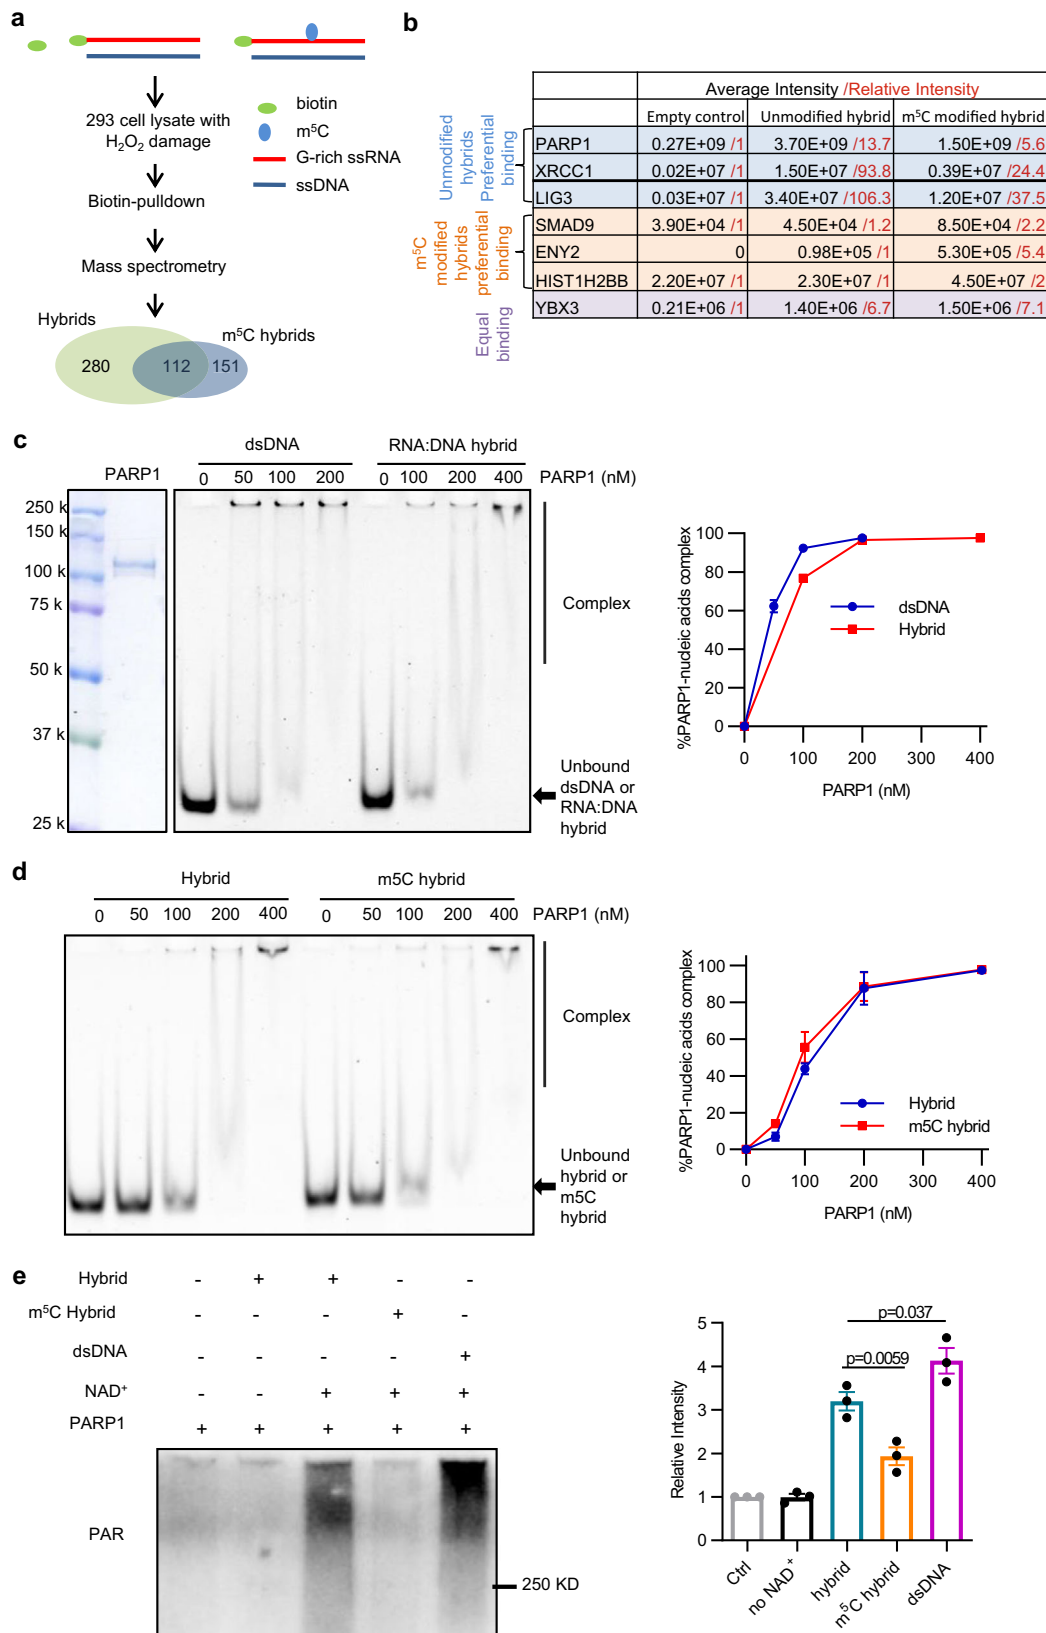 a
biotin
m⁵C
G-rich ssRNA
ssDNA
293 cell lysate with
H₂O₂ damage
Biotin-pulldown
Mass spectrometry
Hybrids
m⁵C hybrids
280
112
151
b
Average Intensity /Relative Intensity
Empty control Unmodified hybrid m⁵C modified hybrid
Unmodified
hybrids
Preferential
binding
PARP1 0.27E+09 /1 3.70E+09 /13.7 1.50E+09 /5.6
XRCC1 0.02E+07 /1 1.50E+07 /93.8 0.39E+07 /24.4
LIG3 0.03E+07 /1 3.40E+07 /106.3 1.20E+07 /37.5
m⁵C
modified
hybrids
preferential
binding
SMAD9 3.90E+04 /1 4.50E+04 /1.2 8.50E+04 /2.2
ENY2 0 0.98E+05 /1 5.30E+05 /5.4
HIST1H2BB 2.20E+07 /1 2.30E+07 /1 4.50E+07 /2
Equal
binding
YBX3 0.21E+06 /1 1.40E+06 /6.7 1.50E+06 /7.1
c
dsDNA
RNA:DNA hybrid
PARP1
0 50 100 200 0 100 200 400 PARP1 (nM)
250 k
150 k
100 k
75 k
50 k
37 k
25 k
Complex
Unbound
dsDNA or
RNA:DNA
hybrid
%PARP1-nudeic acids complex
100
80
60
40
20
0
dsDNA
Hybrid
0 100 200 300 400
PARP1 (nM)
d
Hybrid
m5C hybrid
0 50 100 200 400 0 50 100 200 400 PARP1 (nM)
Complex
Unbound
hybrid or
m5C
hybrid
%PARP1-nudeic acids complex
100
80
60
40
20
0
Hybrid
m5C hybrid
0 100 200 300 400
PARP1 (nM)
e
Hybrid - + + - -
m⁵C Hybrid - - - + -
dsDNA - - - - +
NAD⁺ - - + + +
PARP1 + + + + +
PAR
250 KD
Relative Intensity
5
4
3
2
1
0
p=0.037
p=0.0059
Ctrl
no NAD⁺
hybrid
m⁵C hybrid
dsDNA